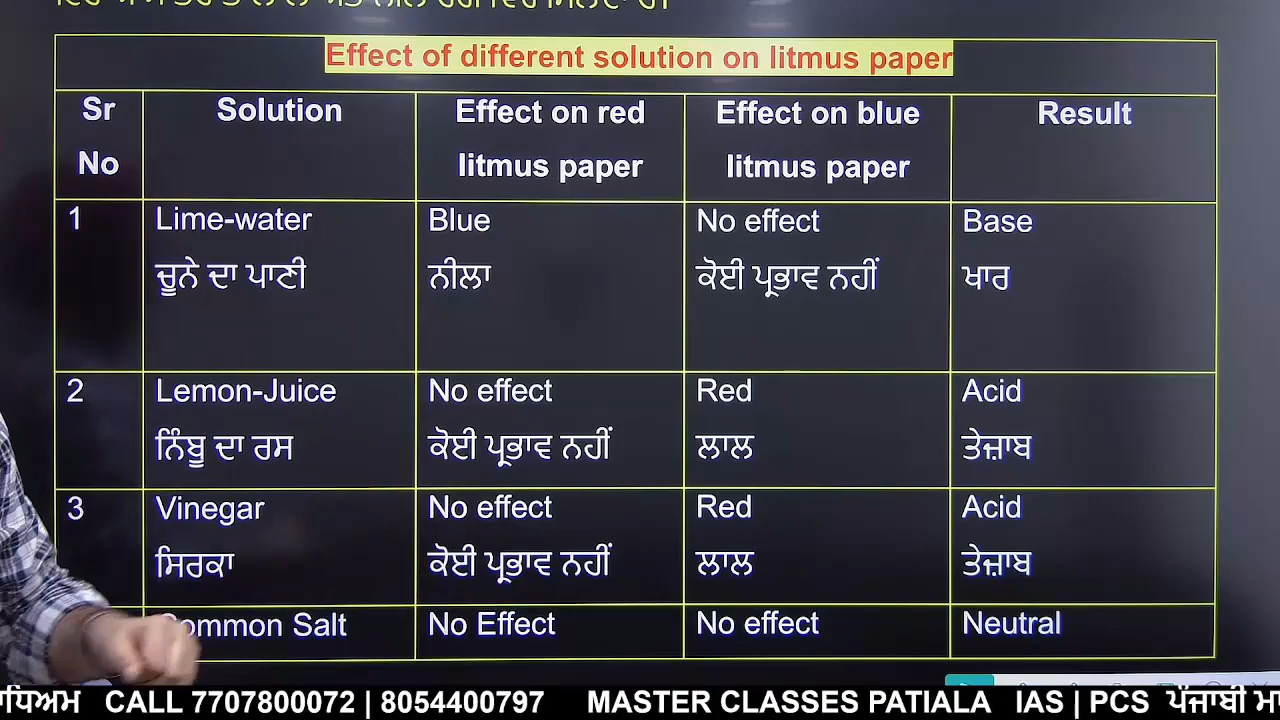 Effect of different solution on litmus paper
Sr No
Solution
Effect on red litmus paper
Effect on blue litmus paper
Result
1
Lime-water
Blue
No effect
Base
ਚੂਨੇ ਦਾ ਪਾਣੀ
ਨੀਲਾ
ਕੋਈ ਪ੍ਰਭਾਵ ਨਹੀਂ
ਖਾਰ
2
Lemon-Juice
No effect
Red
Acid
ਨਿੰਬੂ ਦਾ ਰਸ
ਕੋਈ ਪ੍ਰਭਾਵ ਨਹੀਂ
ਲਾਲ
ਤੇਜ਼ਾਬ
3
Vinegar
No effect
Red
Acid
ਸਿਰਕਾ
ਕੋਈ ਪ੍ਰਭਾਵ ਨਹੀਂ
ਲਾਲ
ਤੇਜ਼ਾਬ
Common Salt
No Effect
No effect
Neutral
CALL 7707800072 | 8054400797 MASTER CLASSES PATIALA IAS | PCS ਪੰਜਾਬੀ